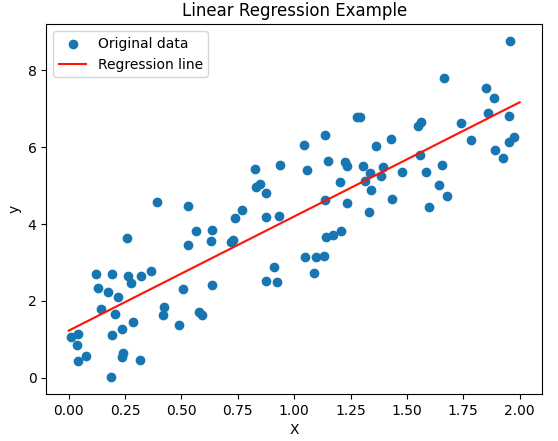 Linear Regression Example
Original data
Regression line
8
6
4
2
0
y
0.00 0.25 0.50 0.75 1.00 1.25 1.50 1.75 2.00
X